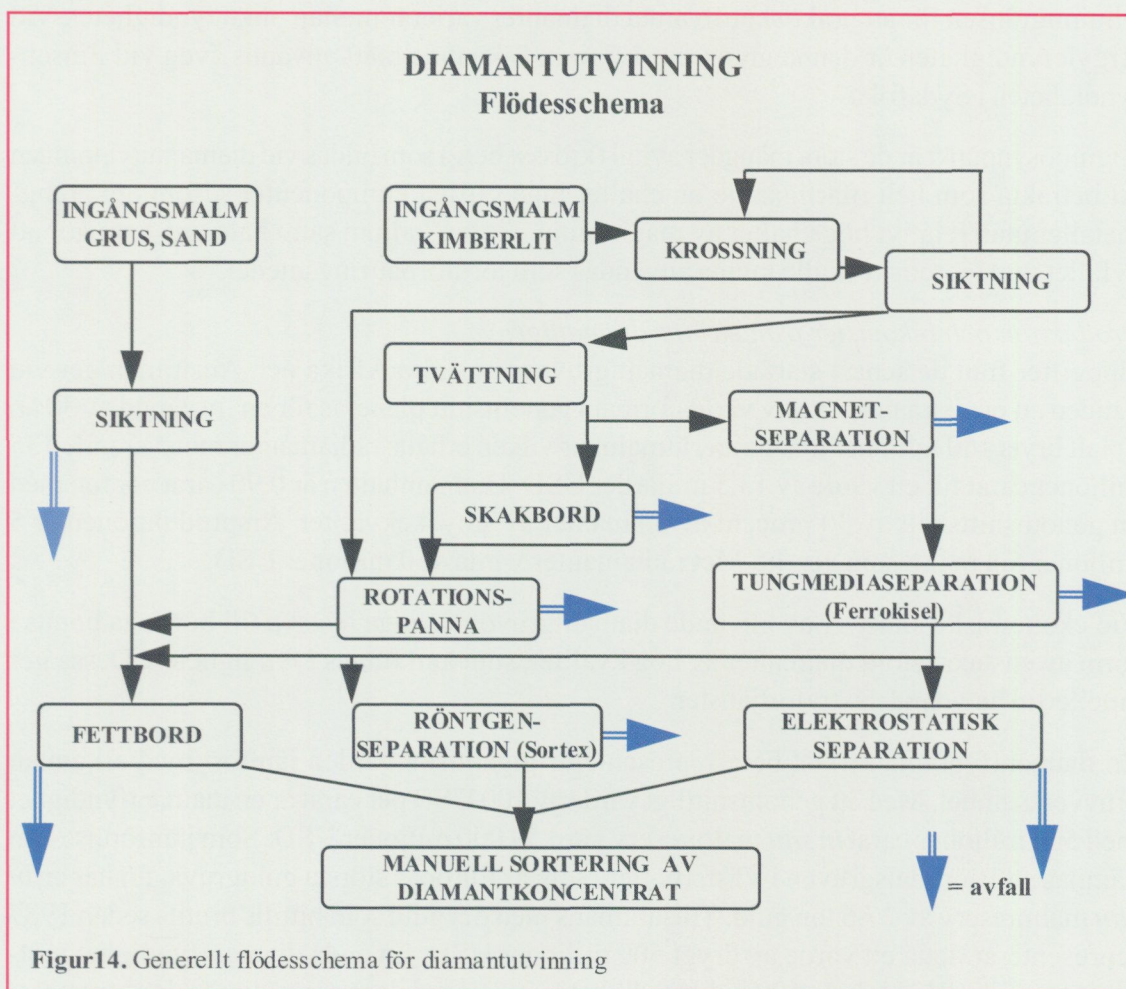 DIAMANTUTVINNING
Flödesschema
INGÅNGSMALM
GRUS, SAND
INGÅNGSMALM
KIMBERLIT
KROSSNING
SIKTNING
TVÄTTNING
SIKTNING
MAGNET-
SEPARATION
SKAKBORD
ROTATIONS-
PANNA
TUNGMEDIASEPARATION
(Ferrokisel)
FETTBORD
RÖNTGEN-
SEPARATION (Sortex)
ELEKTROSTATISK
SEPARATION
MANUELL SORTERING AV
DIAMANTKONCENTRAT
= avfall
Figur14. Generellt flödesschema för diamantutvinning